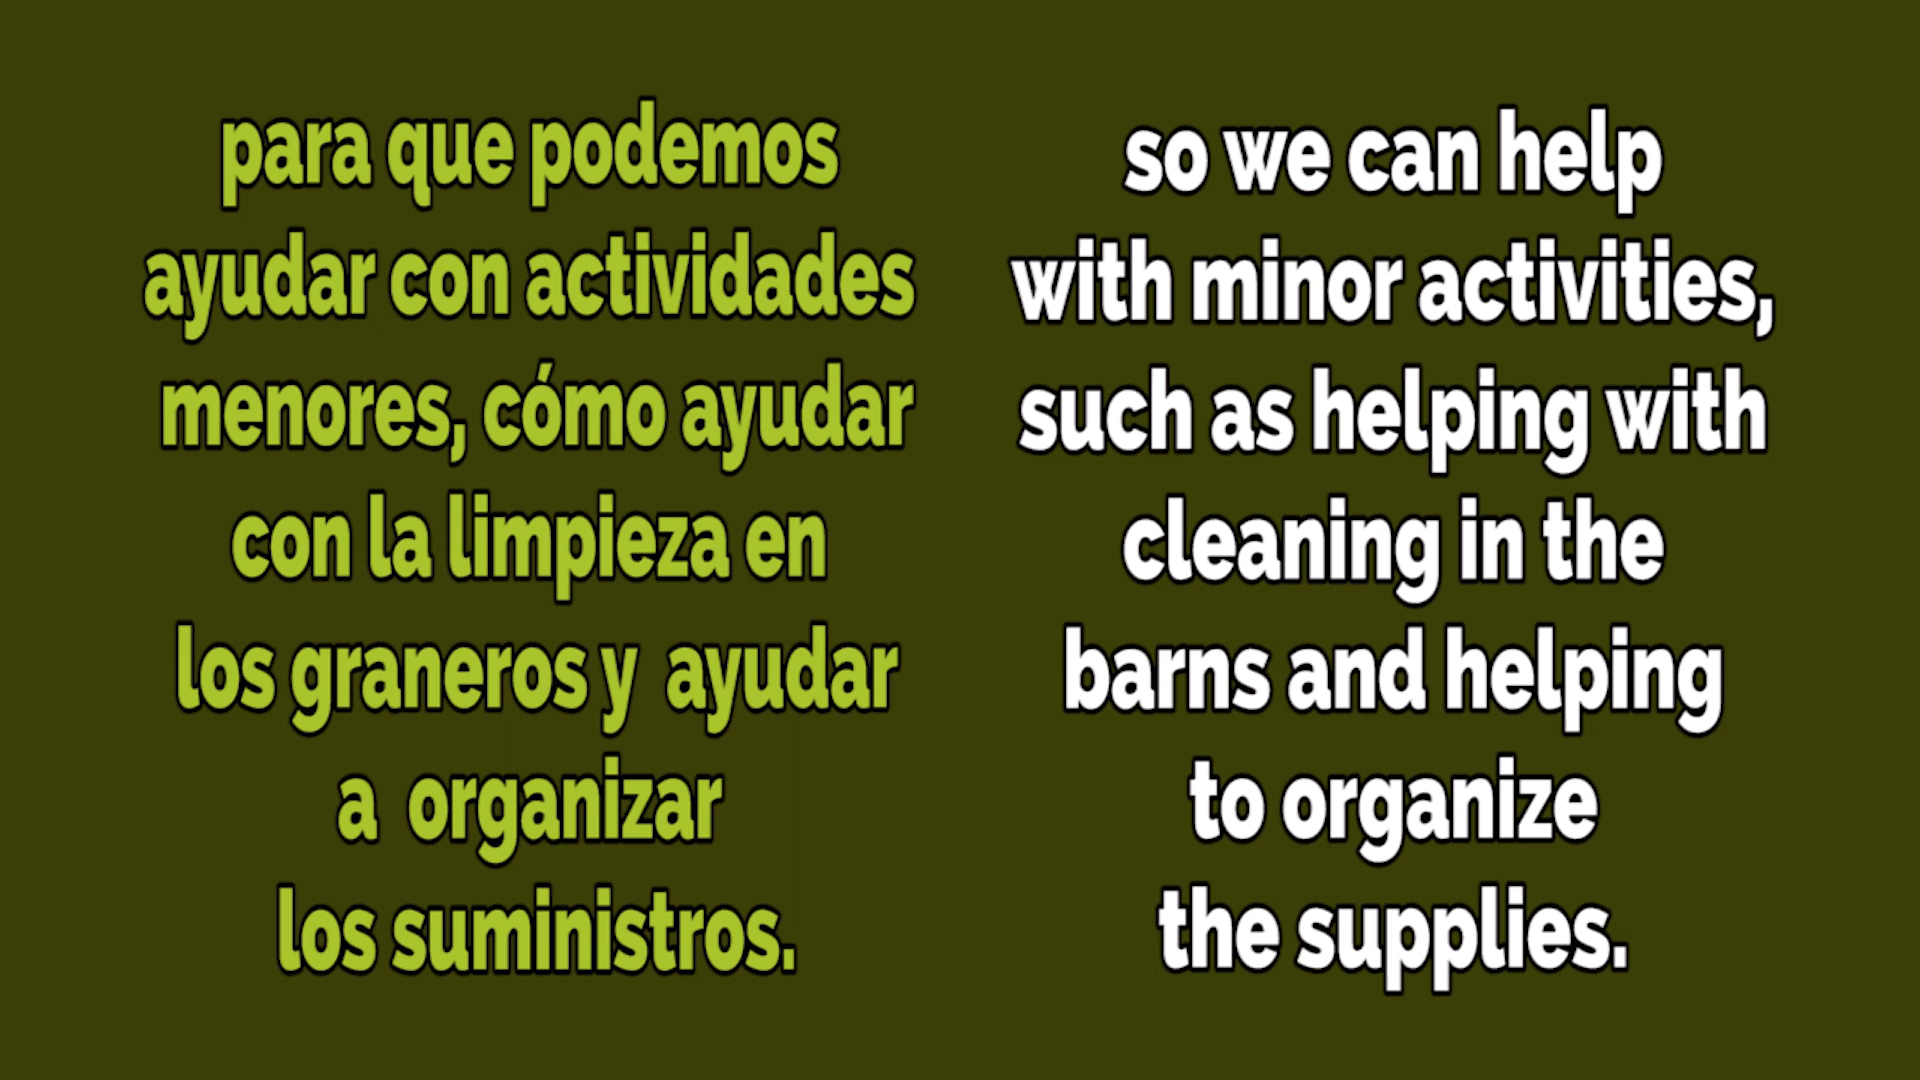 para que podemos
ayudar con actividades
menores, cómo ayudar
con la limpieza en
los graneros y ayudar
a organizar
los suministros.
so we can help
with minor activities,
such as helping with
cleaning in the
barns and helping
to organize
the supplies.